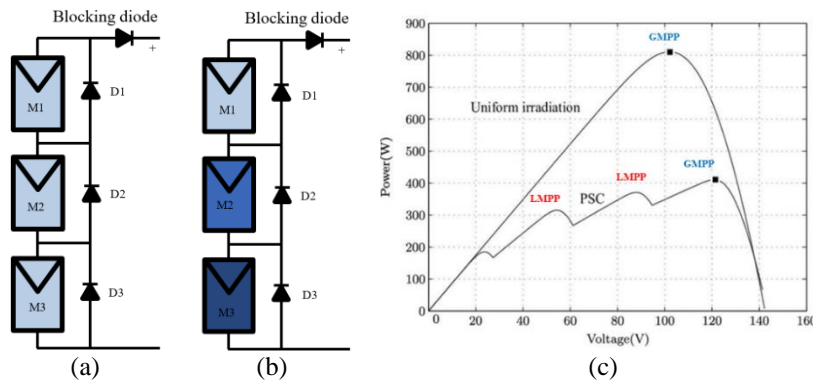 Blocking diode
+
D1
M1
M2
D2
M3
D3
(a)
Blocking diode
+
D1
M1
M2
D2
M3
D3
(b)
900
800
700
600
500
400
300
200
100
0
Power(W)
GMPP
Uniform irradiation
GMPP
LMPP
LMPP
PSC
0 20 40 60 80 100 120 140 160
Voltage(V)
(c)